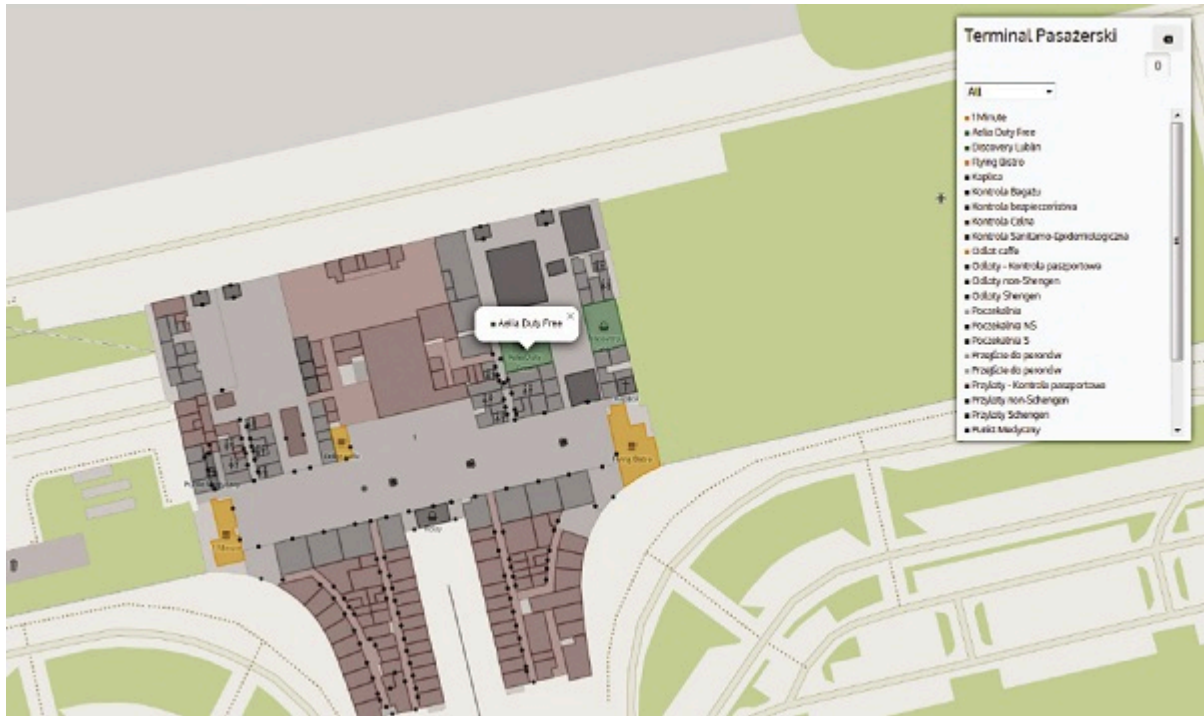 Terminal Pasażerski
0
All
1 Minute
Aelia Duty Free
Discovery Lublin
Flying Bistro
Kaplica
Kontrola Bagażu
Kontrola bezpieczeństwa
Kontrola Celna
Kontrola Sanitarno-Epidemiologiczna
Odlot caffe
Odloty - Kontrola paszportowa
Odloty non-Shengen
Odloty Shengen
Poczekalnia
Poczekalnia NS
Poczekalnia S
Przejście do peronów
Przejście do peronów
Przyloty - Kontrola paszportowa
Przyloty non-Schengen
Przyloty Schengen
Punkt Medyczny
Aelia Duty Free
Flying Bistro
1 Minute